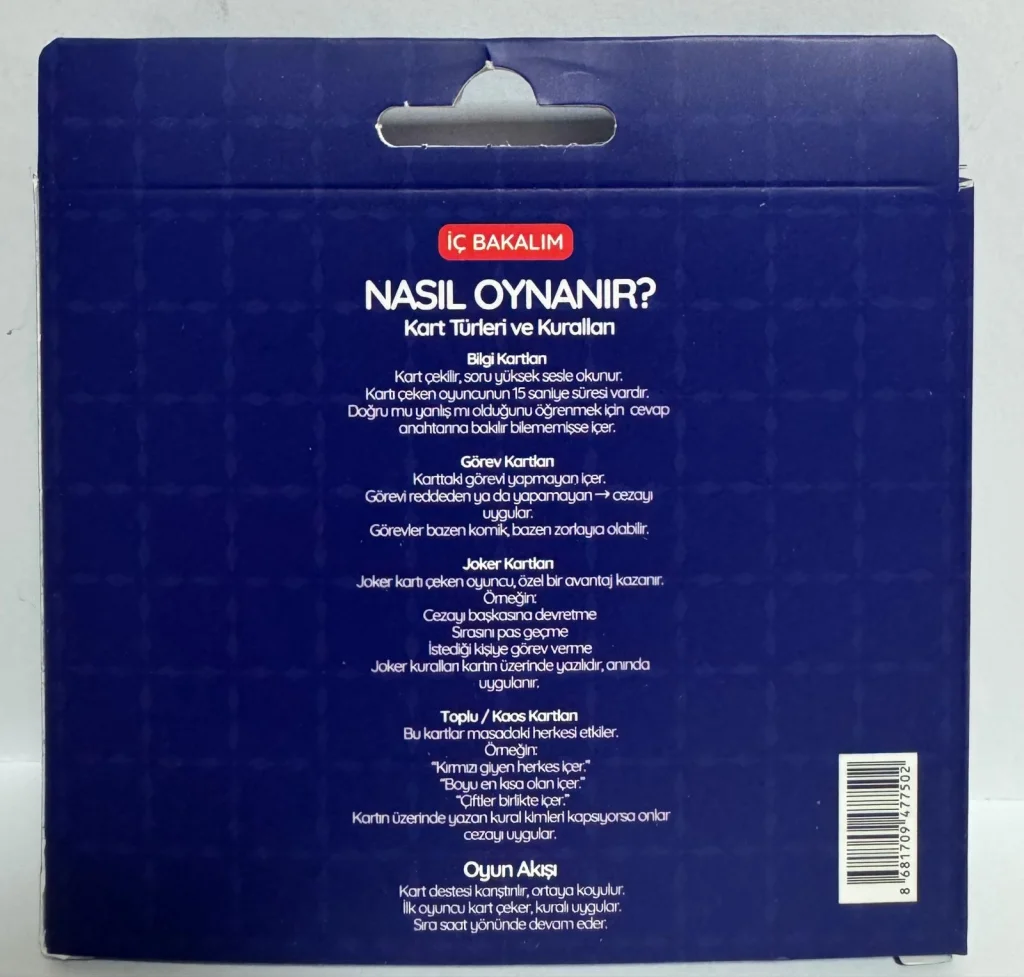 İÇ BAKALIM
NASIL OYNANIR?
Kart Türleri ve Kuralları
Bilgi Kartları
Kart çekilir, soru yüksek sesle okunur.
Kartı çeken oyuncunun 15 saniye süresi vardır.
Doğru mu yanlış mı olduğunu öğrenmek için cevap
anahtarına bakılır bilememişse içer.
Görev Kartları
Karttaki görevi yapmayan içer.
Görevi reddeden ya da yapamayan → cezayı
uygular.
Görevler bazen komik, bazen zorlayıcı olabilir.
Joker Kartları
Joker kartı çeken oyuncu, özel bir avantaj kazanır.
Örneğin:
Cezayı başkasına devretme
Sırasını pas geçme
İstediği kişiye görev verme
Joker kuralları kartın üzerinde yazılıdır, anında
uygulanır.
Toplu / Kaos Kartları
Bu kartlar masadaki herkesi etkiler.
Örneğin:
“Kırmızı giyen herkes içer.”
“Boyu en kısa olan içer.”
“Çiftler birlikte içer.”
Kartın üzerinde yazan kural kimleri kapsıyorsa onlar
cezayı uygular.
Oyun Akışı
Kart destesi karıştırılır, ortaya koyulur.
İlk oyuncu kart çeker, kuralı uygular.
Sıra saat yönünde devam eder.
8 681709 477502